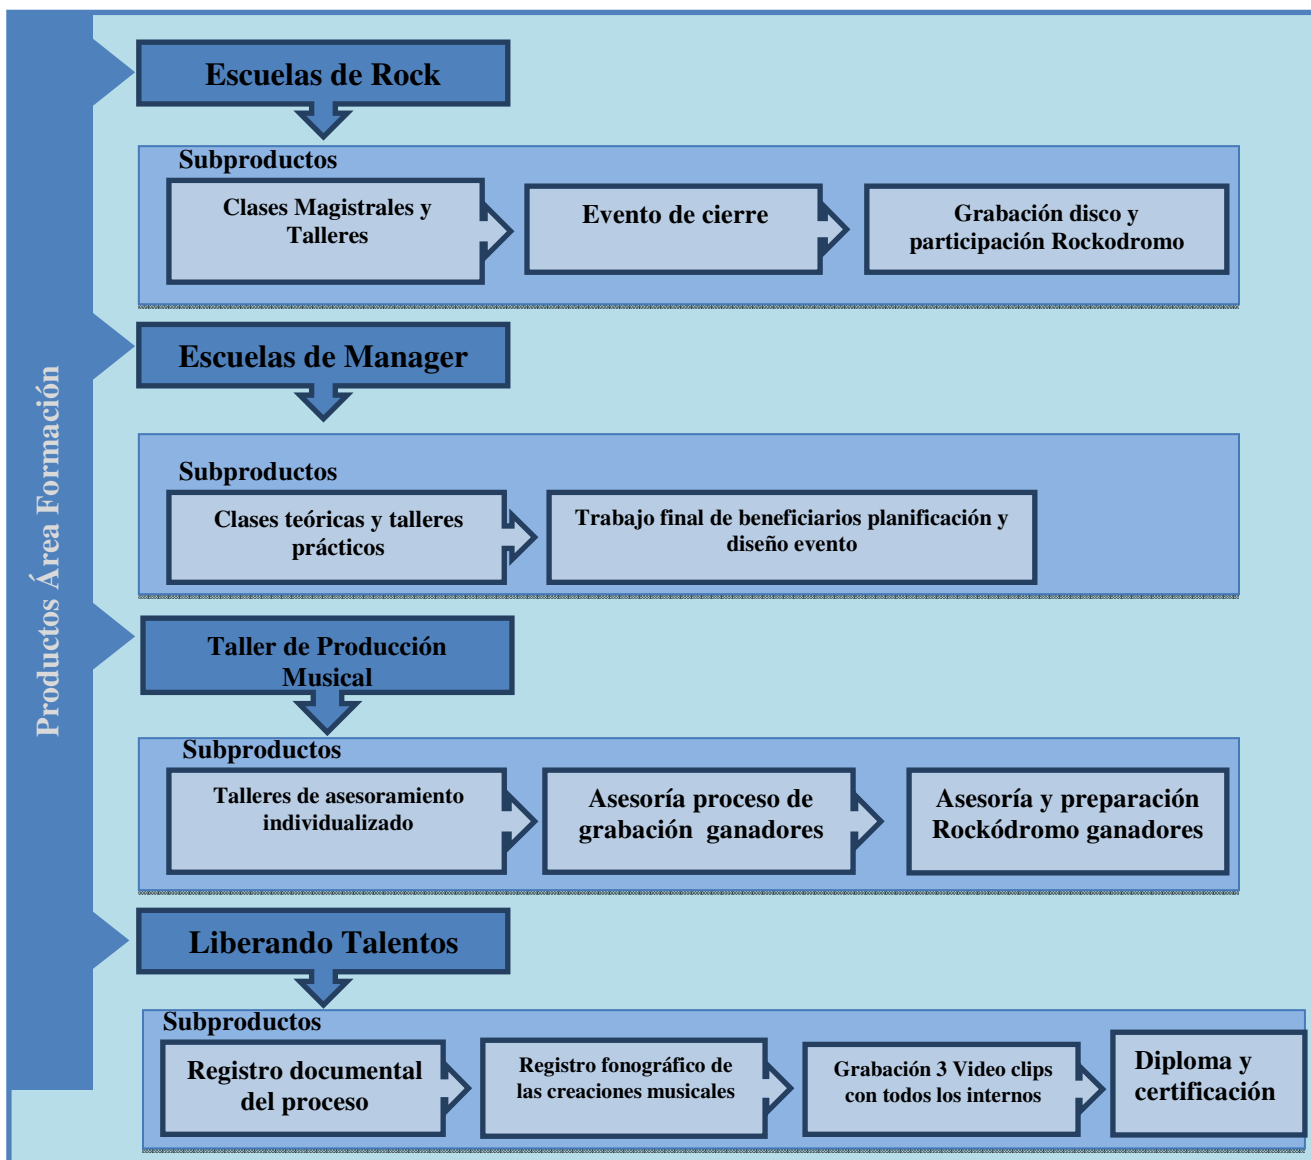 Productos Área Formación
Escuelas de Rock
Subproductos
Clases Magistrales y
Talleres
Evento de cierre
Grabación disco y
participación Rockodromo
Escuelas de Manager
Subproductos
Clases teóricas y talleres
prácticos
Trabajo final de beneficiarios planificación y
diseño evento
Taller de Producción
Musical
Subproductos
Talleres de asesoramiento
individualizado
Asesoría proceso de
grabación ganadores
Asesoría y preparación
Rockódromo ganadores
Liberando Talentos
Subproductos
Registro documental
del proceso
Registro fonográfico de
las creaciones musicales
Grabación 3 Video clips
con todos los internos
Diploma y
certificación